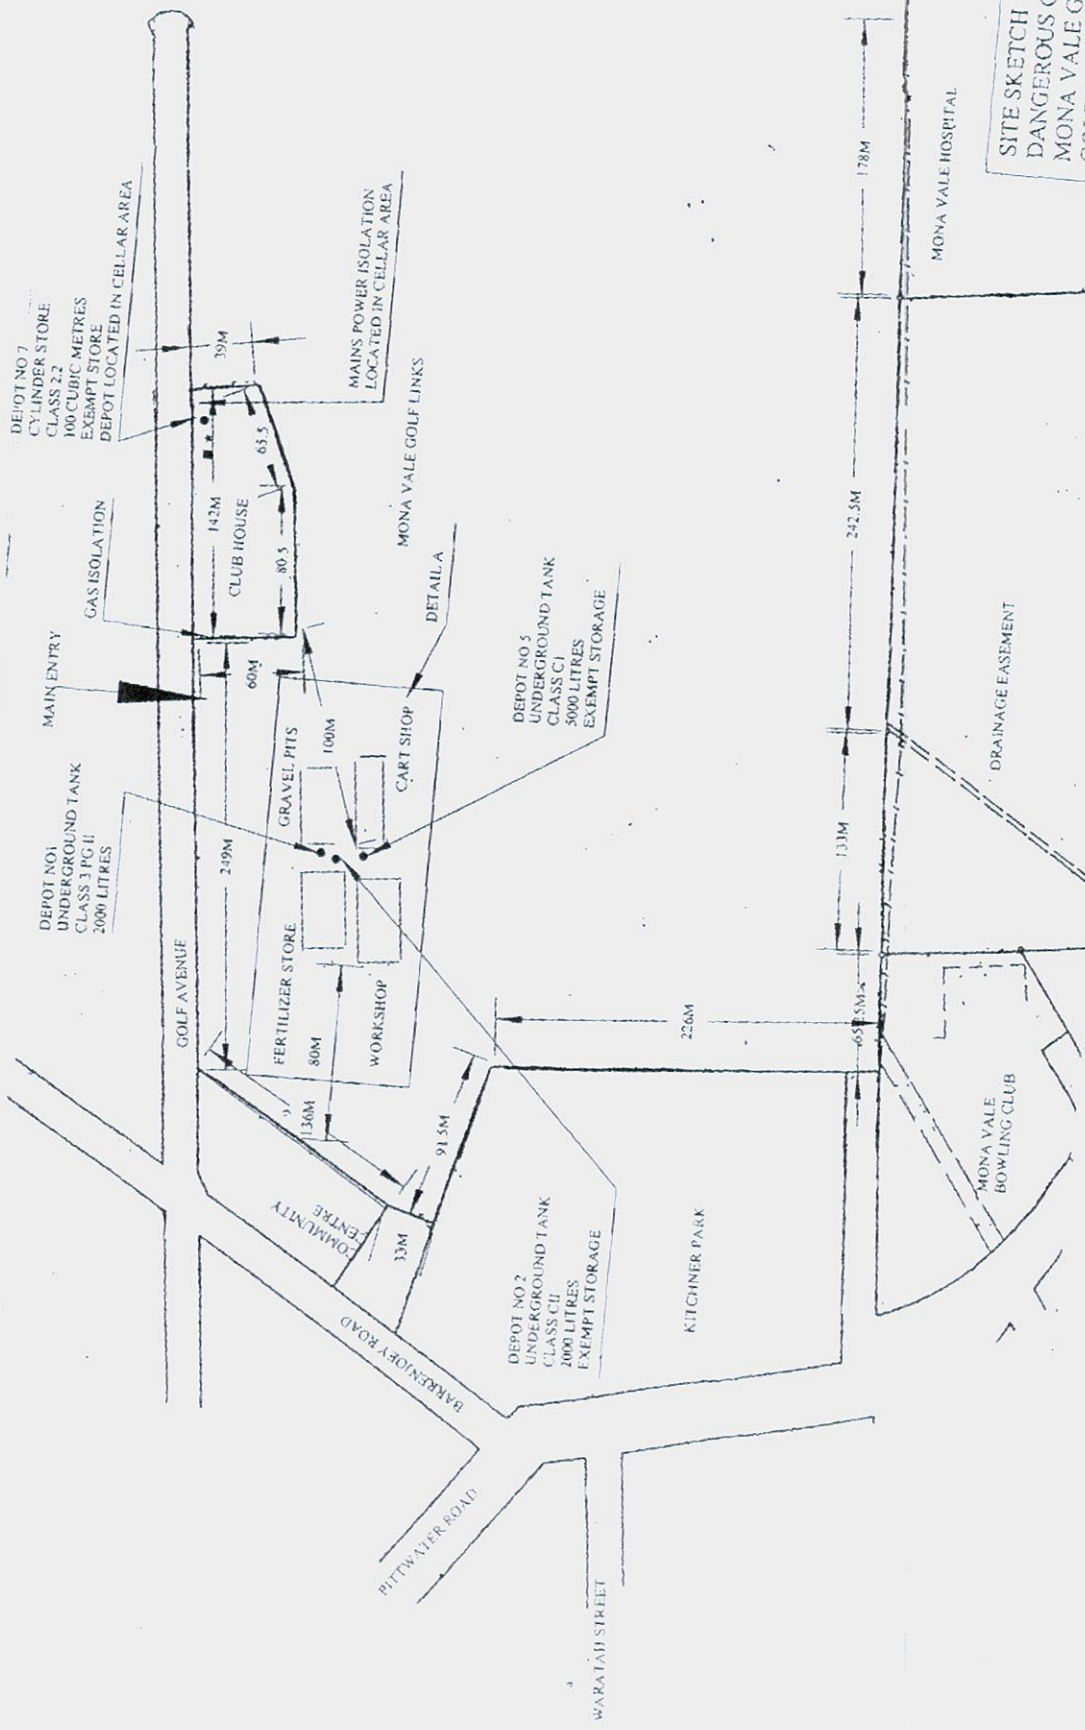 DEPOT NO 7
CYLINDER STORE
CLASS 2.2
100 CUBIC METRES
EXEMPT STORE
DEPOT LOCATED IN CELLAR AREA
GAS ISOLATION
MAIN ENTRY
DEPOT NO1
UNDERGROUND TANK
CLASS 3 PG II
2000 LITRES
GOLF AVENUE
39M
MAINS POWER ISOLATION
LOCATED IN CELLAR AREA
142M
CLUB HOUSE
65.5
80.5
60M
249M
MONA VALE GOLF LINKS
DETAIL A
GRAVEL PITS
100M
CART SHOP
FERTILIZER STORE
80M
WORKSHOP
136M
91.5M
DEPOT NO 5
UNDERGROUND TANK
CLASS C1
5000 LITRES
EXEMPT STORAGE
COMMUNITY
CENTRE
33M
BARRENJOEY ROAD
PITTWATER ROAD
WARATAH STREET
DEPOT NO 2
UNDERGROUND TANK
CLASS CII
2000 LITRES
EXEMPT STORAGE
KITCHNER PARK
226M
133M
242.5M
178M
MONA VALE
BOWLING CLUB
DRAINAGE EASEMENT
MONA VALE HOSPITAL
SITE SKETCH
DANGEROUS
MONA VALE